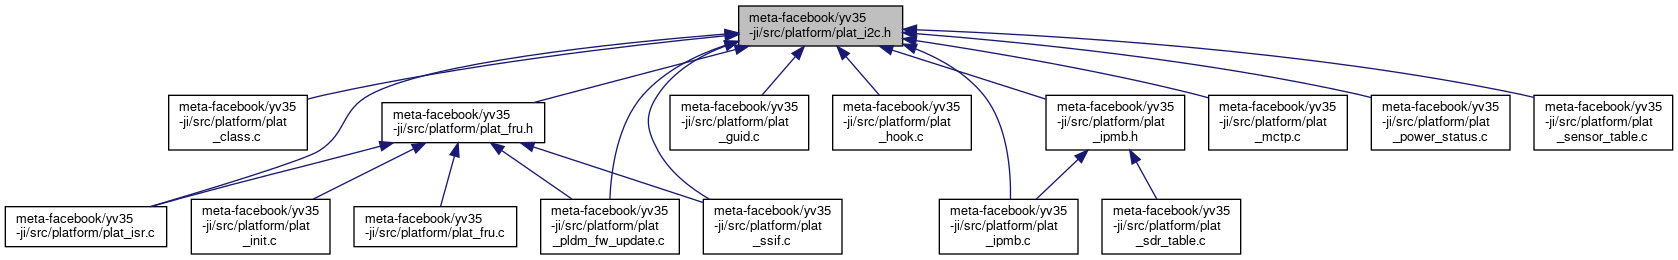 meta-facebook/yv35
-ji/src/platform/plat_i2c.h
meta-facebook/yv35
-ji/src/platform/plat
_class.c
meta-facebook/yv35
-ji/src/platform/plat_fru.h
meta-facebook/yv35
-ji/src/platform/plat
_guid.c
meta-facebook/yv35
-ji/src/platform/plat
_hook.c
meta-facebook/yv35
-ji/src/platform/plat
_ipmb.h
meta-facebook/yv35
-ji/src/platform/plat
_mctp.c
meta-facebook/yv35
-ji/src/platform/plat
_power_status.c
meta-facebook/yv35
-ji/src/platform/plat
_sensor_table.c
meta-facebook/yv35
-ji/src/platform/plat_isr.c
meta-facebook/yv35
-ji/src/platform/plat
_init.c
meta-facebook/yv35
-ji/src/platform/plat_fru.c
meta-facebook/yv35
-ji/src/platform/plat
_pldm_fw_update.c
meta-facebook/yv35
-ji/src/platform/plat
_ssif.c
meta-facebook/yv35
-ji/src/platform/plat
_ipmb.c
meta-facebook/yv35
-ji/src/platform/plat
_sdr_table.c